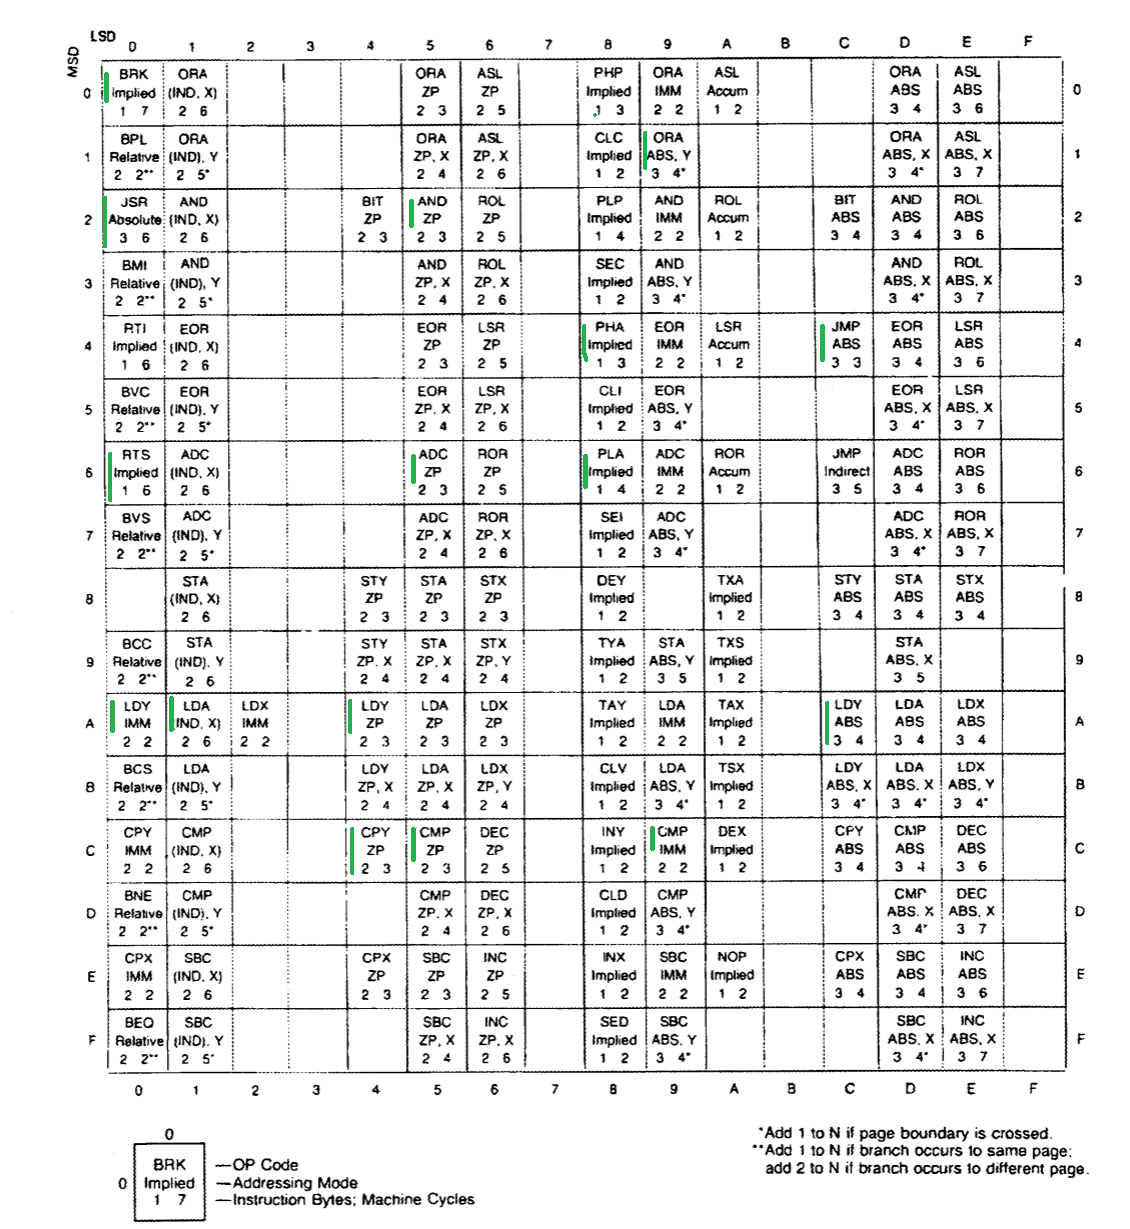 LSD
MSD
0 1 2 3 4 5 6 7 8 9 A B C D E F
BRK ORA ORA ASL PHP ORA ASL ORA ASL
0 Implied (IND, X) ZP ZP Implied IMM Accum ABS ABS 0
1 7 2 6 2 3 2 5 1 3 2 2 1 2 3 4 3 6
BPL ORA ORA ASL CLC ORA ORA ASL
1 Relative (IND), Y ZP, X ZP, X Implied ABS, Y ABS, X ABS, X 1
2 2** 2 5* 2 4 2 6 1 2 3 4* 3 4* 3 7
JSR AND BIT AND ROL PLP AND ROL BIT AND ROL
2 Absolute (IND, X) ZP ZP ZP Implied IMM Accum ABS ABS ABS 2
3 6 2 6 2 3 2 3 2 5 1 4 2 2 1 2 3 4 3 4 3 6
BMI AND AND ROL SEC AND AND ROL
3 Relative (IND), Y ZP, X ZP, X Implied ABS, Y ABS, X ABS, X 3
2 2** 2 5* 2 4 2 6 1 2 3 4* 3 4* 3 7
RTI EOR EOR LSR PHA EOR LSR JMP EOR LSR
4 Implied (IND, X) ZP ZP Implied IMM Accum ABS ABS ABS 4
1 6 2 6 2 3 2 5 1 3 2 2 1 2 3 3 3 4 3 6
BVC EOR EOR LSR CLI EOR EOR LSR
5 Relative (IND), Y ZP, X ZP, X Implied ABS, Y ABS, X ABS, X 5
2 2** 2 5* 2 4 2 6 1 2 3 4* 3 4* 3 7
RTS ADC ADC ROR PLA ADC ROR JMP ADC ROR
6 Implied (IND, X) ZP ZP Implied IMM Accum Indirect ABS ABS 6
1 6 2 6 2 3 2 5 1 4 2 2 1 2 3 5 3 4 3 6
BVS ADC ADC ROR SEI ADC ADC ROR
7 Relative (IND), Y ZP, X ZP, X Implied ABS, Y ABS, X ABS, X 7
2 2** 2 5* 2 4 2 6 1 2 3 4* 3 4* 3 7
STA STY STA STX DEY TXA STY STA STX
8 (IND, X) ZP ZP ZP Implied Implied ABS ABS ABS 8
2 6 2 3 2 3 2 3 1 2 1 2 3 4 3 4 3 4
BCC STA STY STA STX TYA STA TXS STA
9 Relative (IND), Y ZP, X ZP, X ZP, Y Implied ABS, Y Implied ABS, X 9
2 2** 2 6 2 4 2 4 2 4 1 2 3 5 1 2 3 5
LDY LDA LDX LDY LDA LDX TAY LDA TAX LDY LDA LDX
A IMM (IND, X) IMM ZP ZP ZP Implied IMM Implied ABS ABS ABS A
2 2 2 6 2 2 2 3 2 3 2 3 1 2 2 2 1 2 3 4 3 4 3 4
BCS LDA LDY LDA LDX CLV LDA TSX LDY LDA LDX
B Relative (IND), Y ZP, X ZP, X ZP, Y Implied ABS, Y Implied ABS, X ABS, X ABS, Y B
2 2** 2 5* 2 4 2 4 2 4 1 2 3 4* 1 2 3 4* 3 4* 3 4*
CPY CMP CPY CMP DEC INY CMP DEX CPY CMP DEC
C IMM (IND, X) ZP ZP ZP Implied IMM Implied ABS ABS ABS C
2 2 2 6 2 3 2 3 2 5 1 2 2 2 1 2 3 4 3 4 3 6
BNE CMP CMP DEC CLD CMP CMP DEC
D Relative (IND), Y ZP, X ZP, X Implied ABS, Y ABS, X ABS, X D
2 2** 2 5* 2 4 2 6 1 2 3 4* 3 4* 3 7
CPX SBC CPX SBC INC INX SBC NOP CPX SBC INC
E IMM (IND, X) ZP ZP ZP Implied IMM Implied ABS ABS ABS E
2 2 2 6 2 3 2 3 2 5 1 2 2 2 1 2 3 4 3 4 3 6
BEQ SBC SBC INC SED SBC SBC INC
F Relative (IND), Y ZP, X ZP, X Implied ABS, Y ABS, X ABS, X F
2 2** 2 5* 2 4 2 6 1 2 3 4* 3 4* 3 7
0 1 2 3 4 5 6 7 8 9 A B C D E F
0
BRK —OP Code
0 Implied —Addressing Mode
1 7 —Instruction Bytes; Machine Cycles
*Add 1 to N if page boundary is crossed.
**Add 1 to N if branch occurs to same page;
add 2 to N if branch occurs to different page.